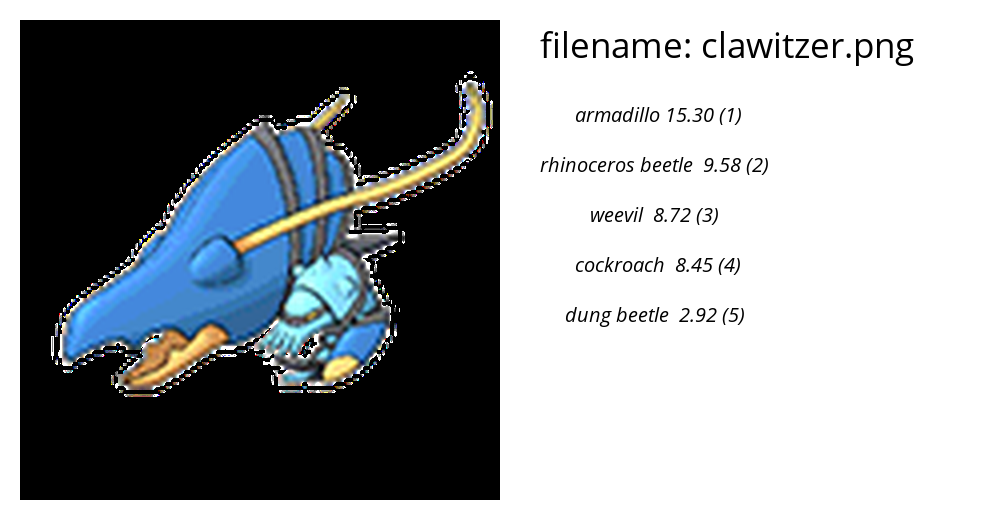 filename: clawitzer.png
armadillo 15.30 (1)
rhinoceros beetle 9.58 (2)
weevil 8.72 (3)
cockroach 8.45 (4)
dung beetle 2.92 (5)